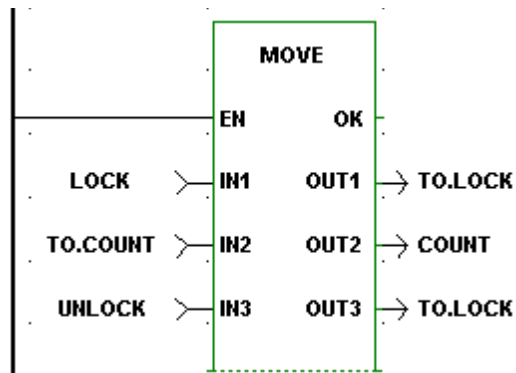 MOVE
EN OK
LOCK IN1 OUT1 TO.LOCK
TO.COUNT IN2 OUT2 COUNT
UNLOCK IN3 OUT3 TO.LOCK